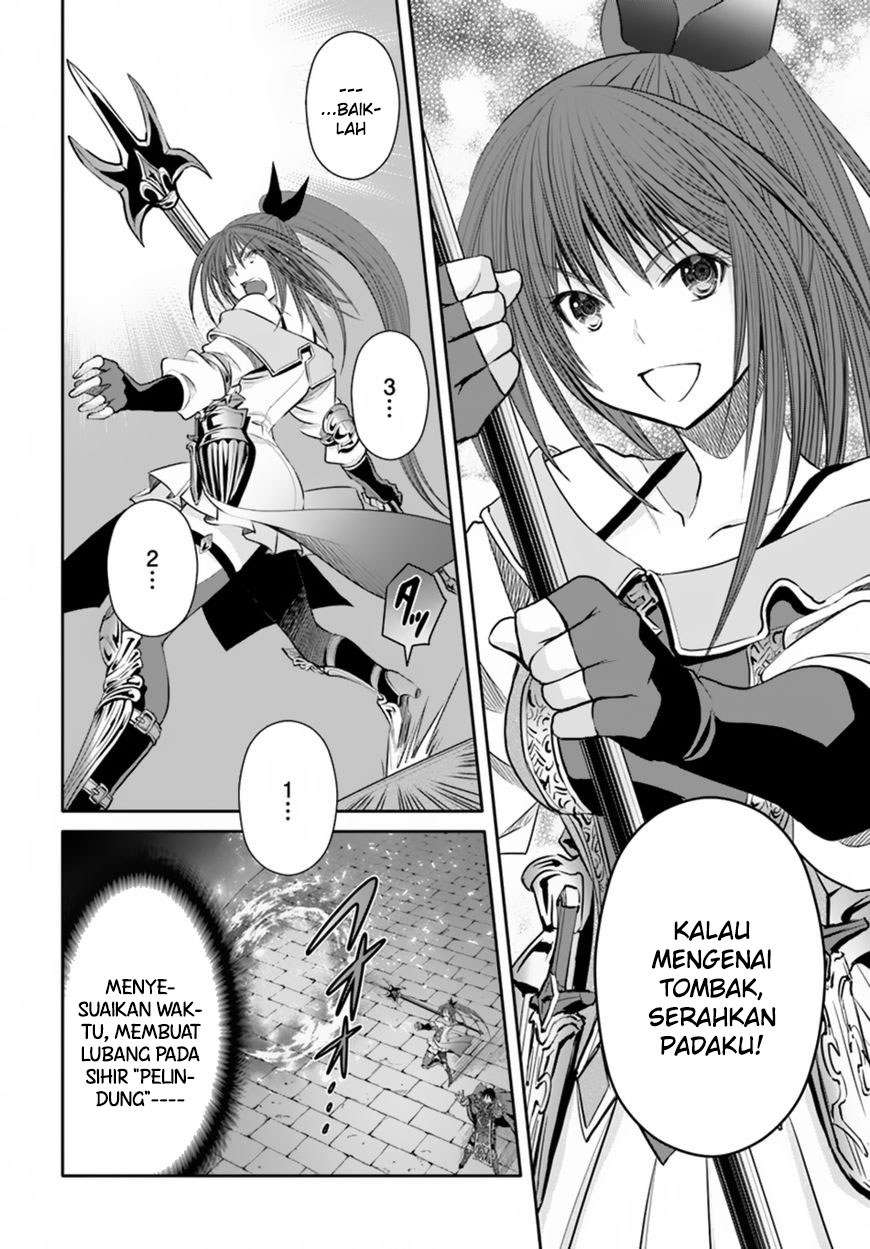 KALAU
MENGENAI
TOMBAK,
SERAHKAN
PADAKU!
---
...BAIK-
LAH
3...
2...
1...
MENYE-
SUAIKAN WAK-
TU, MEMBUAT
LUBANG PADA
SIHIR "PELIN-
DUNG"----